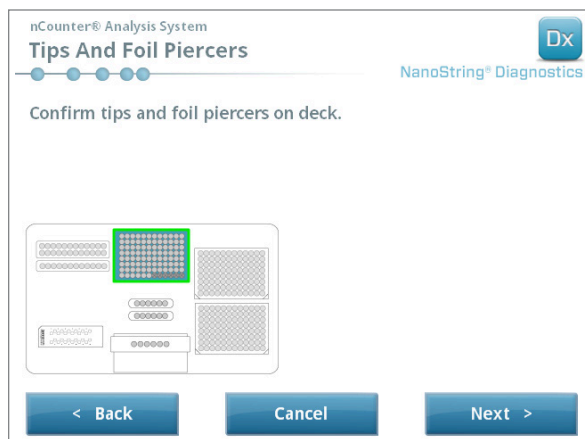 nCounter® Analysis System
Tips And Foil Piercers
Dx
NanoString® Diagnostics
Confirm tips and foil piercers on deck.
< Back
Cancel
Next >